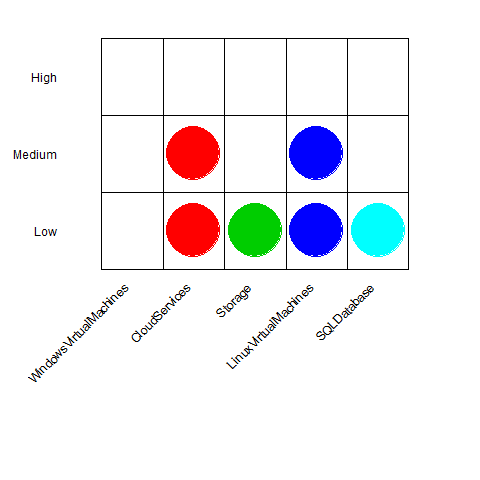 High
Medium
Low
WindowsVirtualMachines
CloudServices
Storage
LinuxVirtualMachines
SQLDatabase